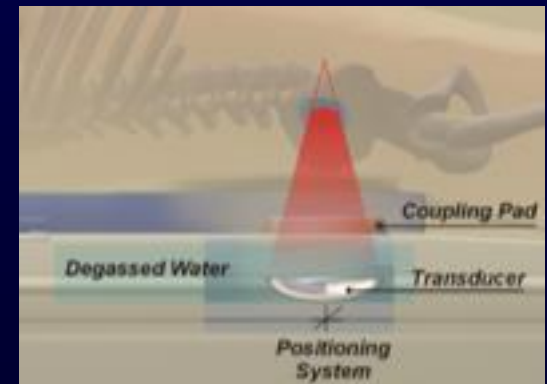 Coupling Pad
Degassed Water
Transducer
Positioning
System